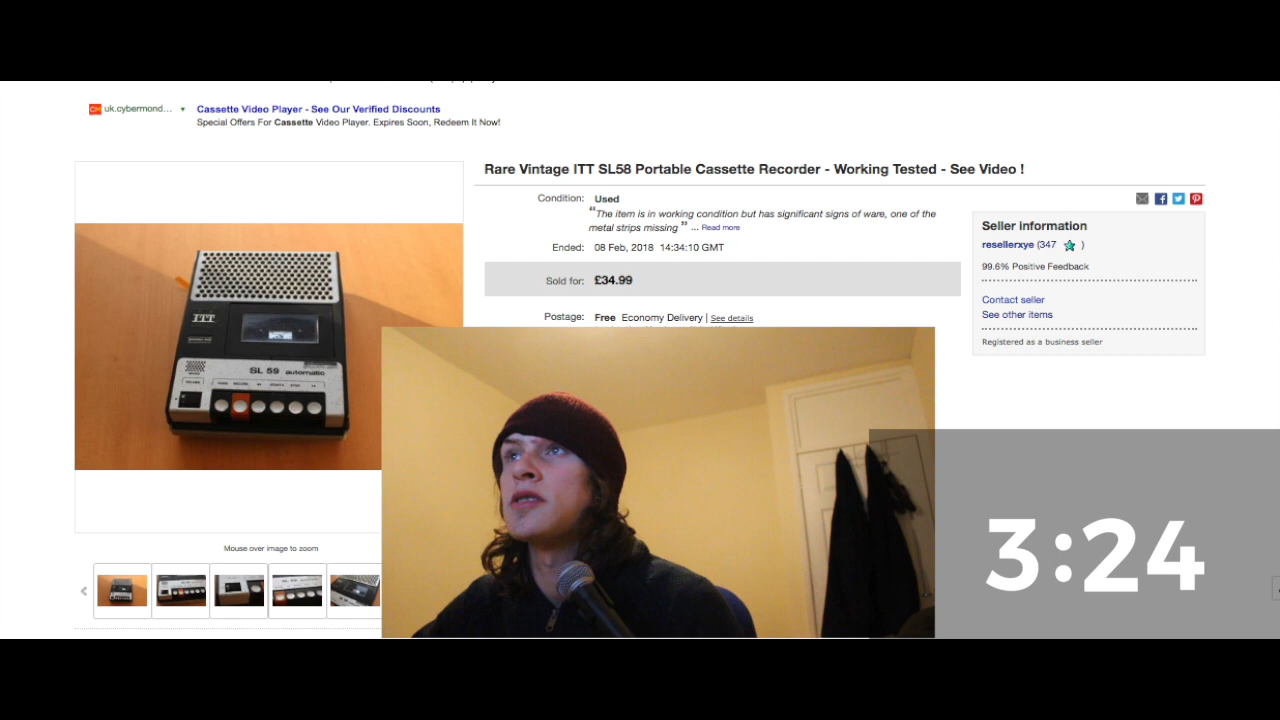 CM uk.cybermond... ▼ Cassette Video Player - See Our Verified Discounts
Special Offers For Cassette Video Player. Expires Soon, Redeem It Now!
Rare Vintage ITT SL58 Portable Cassette Recorder - Working Tested - See Video !
Condition: Used
“The item is in working condition but has significant signs of ware, one of the
metal strips missing” ... Read more
Ended: 08 Feb, 2018 14:34:10 GMT
Sold for: £34.99
Postage: Free Economy Delivery | See details
Seller information
resellerxye (347 )
99.6% Positive Feedback
Contact seller
See other items
Registered as a business seller
ITT
SL 59 automatic
Mouse over image to zoom
3:24